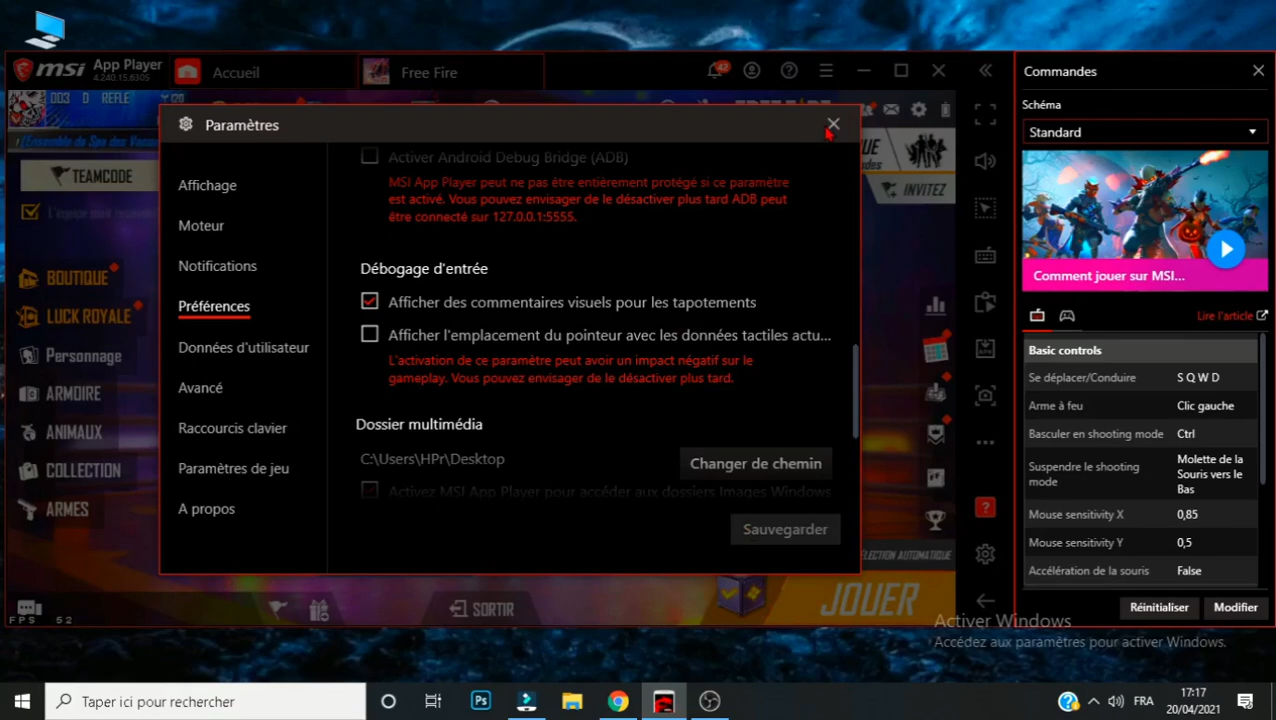 msi App Player
4.240.15.6305
Accueil
Free Fire
42
003 D REFLE
TEAMCODE
INVITEZ
BOUTIQUE
LUCK ROYALE
Personnage
ARMOIRE
ANIMAUX
COLLECTION
ARMES
Paramètres
Affichage
Moteur
Notifications
Préférences
Données d'utilisateur
Avancé
Raccourcis clavier
Paramètres de jeu
A propos
Activer Android Debug Bridge (ADB)
MSI App Player peut ne pas être entièrement protégé si ce paramètre
est activé. Vous pouvez envisager de le désactiver plus tard ADB peut
être connecté sur 127.0.0.1:5555.
Débogage d'entrée
Afficher des commentaires visuels pour les tapotements
Afficher l'emplacement du pointeur avec les données tactiles actu...
L'activation de ce paramètre peut avoir un impact négatif sur le
gameplay. Vous pouvez envisager de le désactiver plus tard.
Dossier multimédia
C:\Users\HPr\Desktop
Changer de chemin
Activez MSI App Player pour accéder aux dossiers Images Windows
Sauvegarder
ÉLECTION AUTOMATIQUE
JOUER
SORTIR
FPS 52
Commandes
Schéma
Standard
Comment jouer sur MSI...
Lire l'article
Basic controls
Se déplacer/Conduire S Q W D
Arme à feu Clic gauche
Basculer en shooting mode Ctrl
Suspendre le shooting mode Molette de la Souris vers le Bas
Mouse sensitivity X 0,85
Mouse sensitivity Y 0,5
Accélération de la souris False
Réinitialiser
Modifier
Activer Windows
Accédez aux paramètres pour activer Windows.
Taper ici pour rechercher
Ps
FRA
17:17
20/04/2021